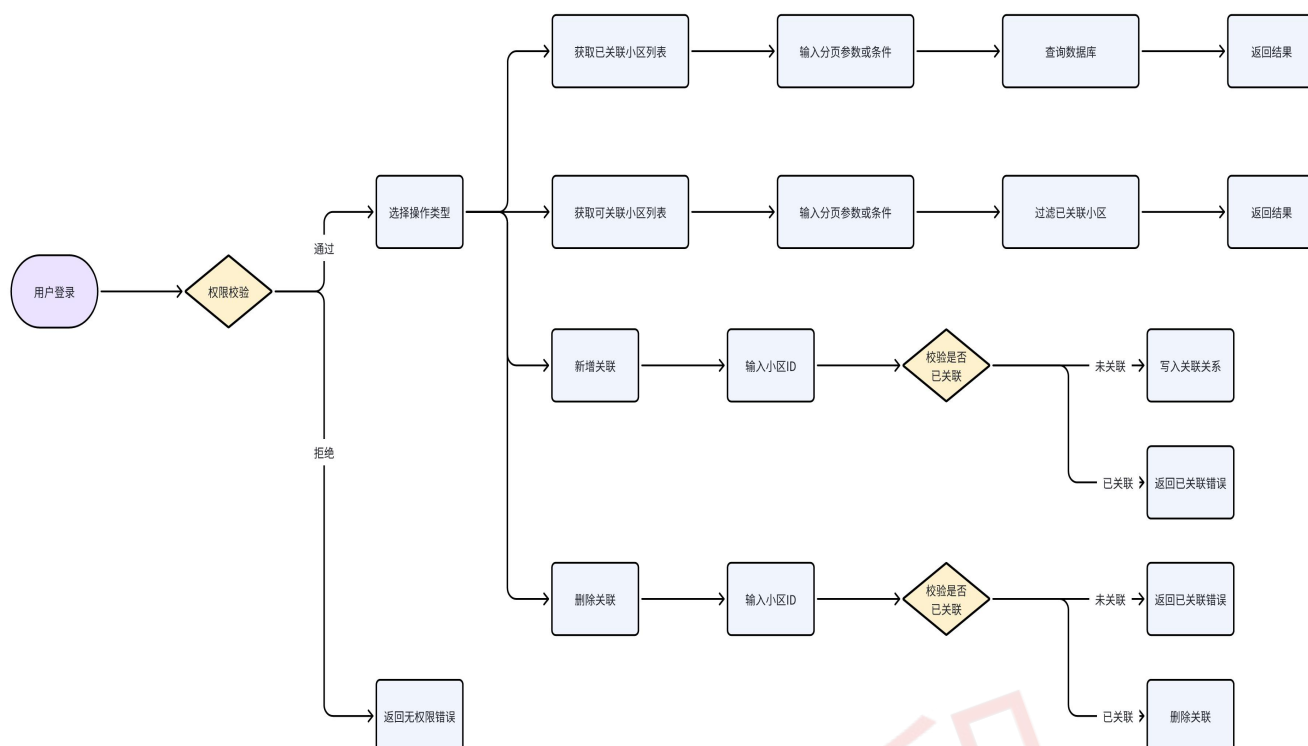 获取已关联小区列表
输入分页参数或条件
查询数据库
返回结果
选择操作类型
获取可关联小区列表
输入分页参数或条件
过滤已关联小区
返回结果
通过
用户登录
权限校验
新增关联
输入小区ID
校验是否
已关联
未关联
写入关联关系
拒绝
已关联
返回已关联错误
删除关联
输入小区ID
校验是否
已关联
未关联
返回已关联错误
返回无权限错误
已关联
删除关联